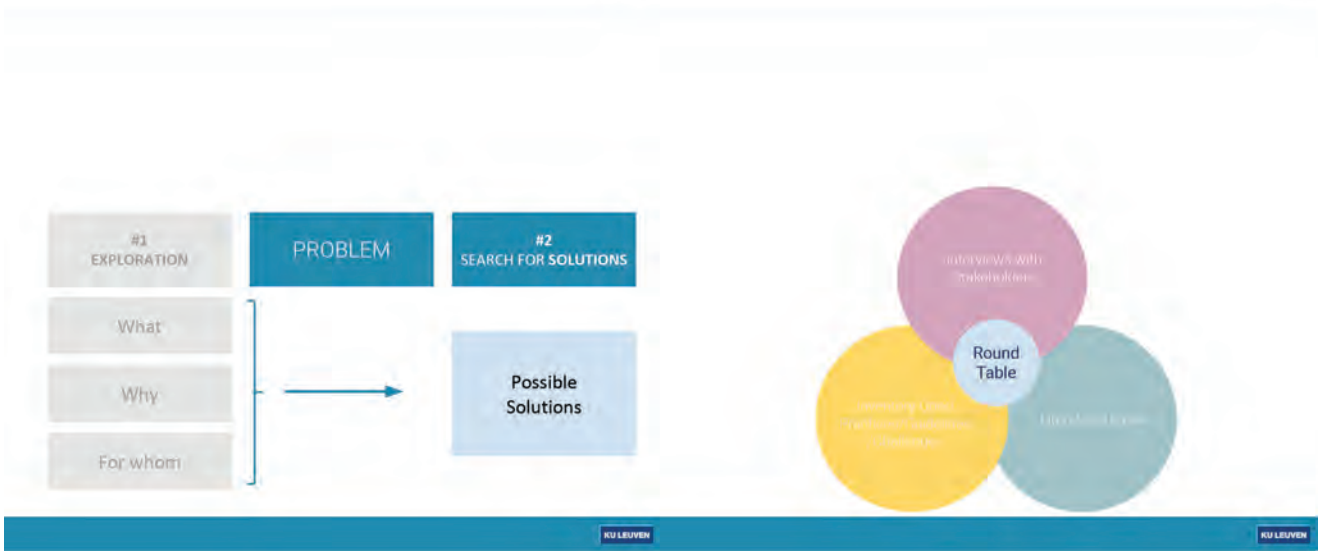 #1
EXPLORATION
PROBLEM
#2
SEARCH FOR SOLUTIONS
What
Why
For whom
Possible
Solutions
KU LEUVEN
Interviews with
stakeholders
Round
Table
KU LEUVEN